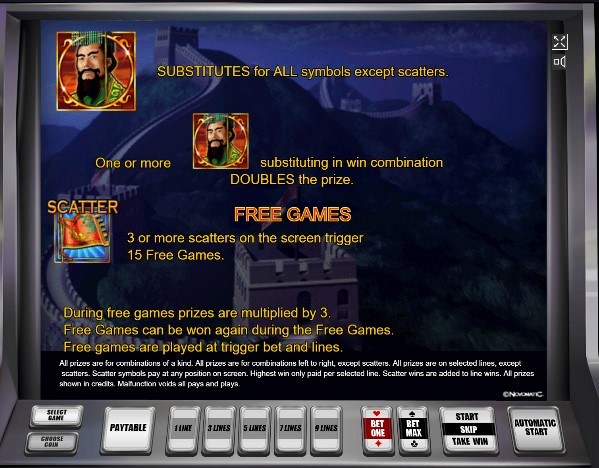 SUBSTITUTES for ALL symbols except scatters.
One or more substituting in win combination
DOUBLES the prize.
SCATTER
FREE GAMES
3 or more scatters on the screen trigger
15 Free Games.
During free games prizes are multiplied by 3.
Free Games can be won again during the Free Games.
Free games are played at trigger bet and lines.
All prizes are for combinations of a kind. All prizes are for combinations left to right, except scatters. All prizes are on selected lines, except
scatters. Scatter symbols pay at any position on screen. Highest win only paid per selected line. Scatter wins are added to line wins. All prizes
shown in credits. Malfunction voids all pays and plays.
©NOVOMATIC
SELECT
GAME
CHOOSE
COIN
PAYTABLE
1 LINE
3 LINES
5 LINES
7 LINES
9 LINES
BET
ONE
BET
MAX
START
SKIP
TAKE WIN
AUTOMATIC
START